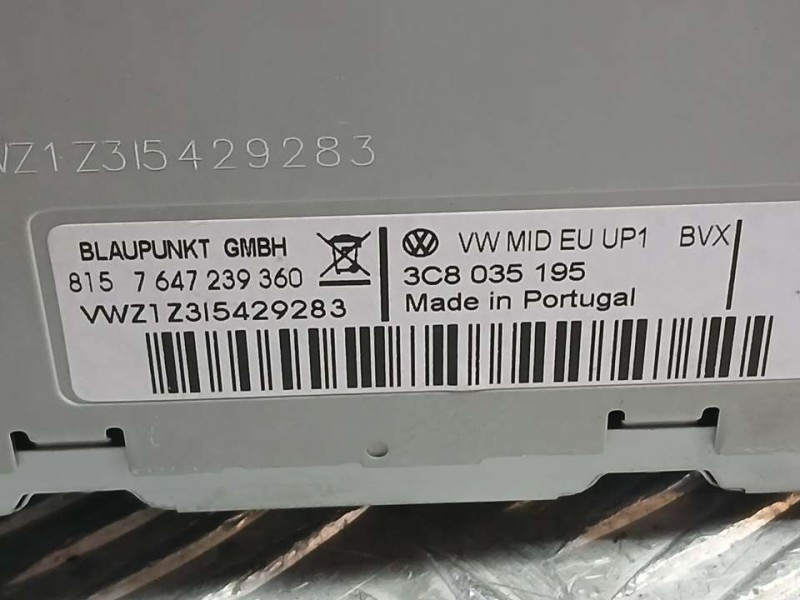 VWZ1Z3I5429283
BLAUPUNKT GMBH
815 7 647 239 360
VWZ1Z3I5429283
VW MID EU UP1 BVX
3C8 035 195
Made in Portugal